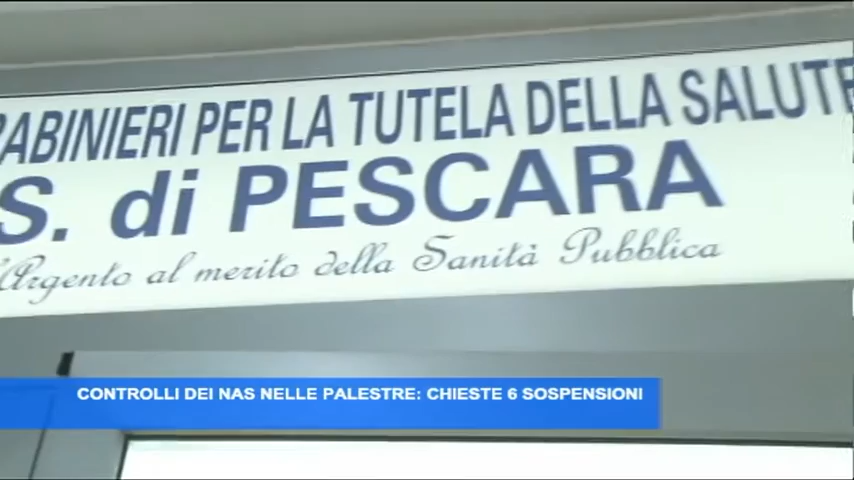 RABINIERI PER LA TUTELA DELLA SALUTE
S. di PESCARA
Argento al merito della Sanità Pubblica
CONTROLLI DEI NAS NELLE PALESTRE: CHIESTE 6 SOSPENSIONI